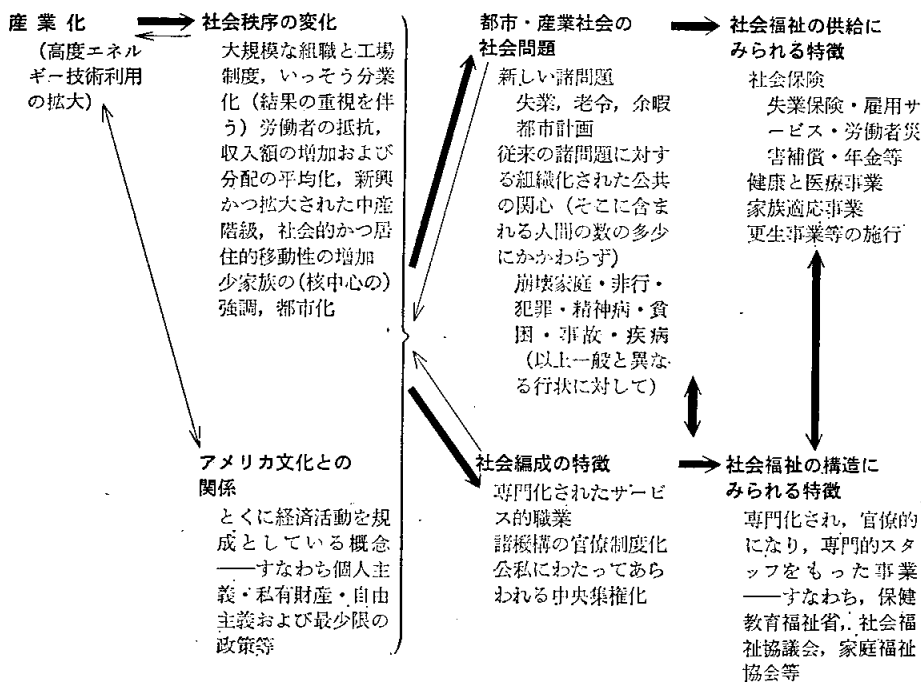 産業化
(高度エネル
ギー技術利用
の拡大)
社会秩序の変化
大規模な組職と工場
制度，いっそう分業
化（結果の重視を伴
う）労働者の抵抗，
収入額の増加および
分配の平均化，新興
かつ拡大された中産
階級，社会的かつ居
住的移動性の増加
少家族の（核中心の）
強調，都市化
アメリカ文化との
関係
とくに経済活動を規
成としている概念
――すなわち個人主
義・私有財産・自由
主義および最少限の
政策等
都市・産業社会の
社会問題
新しい諸問題
失業，老令，余暇
都市計画
従来の諸問題に対す
る組織化された公共
の関心（そこに含ま
れる人間の数の多少
にかかわらず）
崩壊家庭・非行・
犯罪・精神病・貧
困・事故・疾病
（以上一般と異な
る行状に対して）
社会編成の特徴
専門化されたサービ
ス的職業
諸機構の官僚制度化
公私にわたってあら
われる中央集権化
社会福祉の供給に
みられる特徴
社会保険
失業保険・雇用サ
ービス・労働者災
害補償・年金等
健康と医療事業
家族適応事業
更生事業等の施行
社会福祉の構造に
みられる特徴
専門化され，官僚的
になり，専門的スタ
ッフをもった事業
――すなわち，保健
教育福祉省，社会福
祉協議会，家庭福祉
協会等